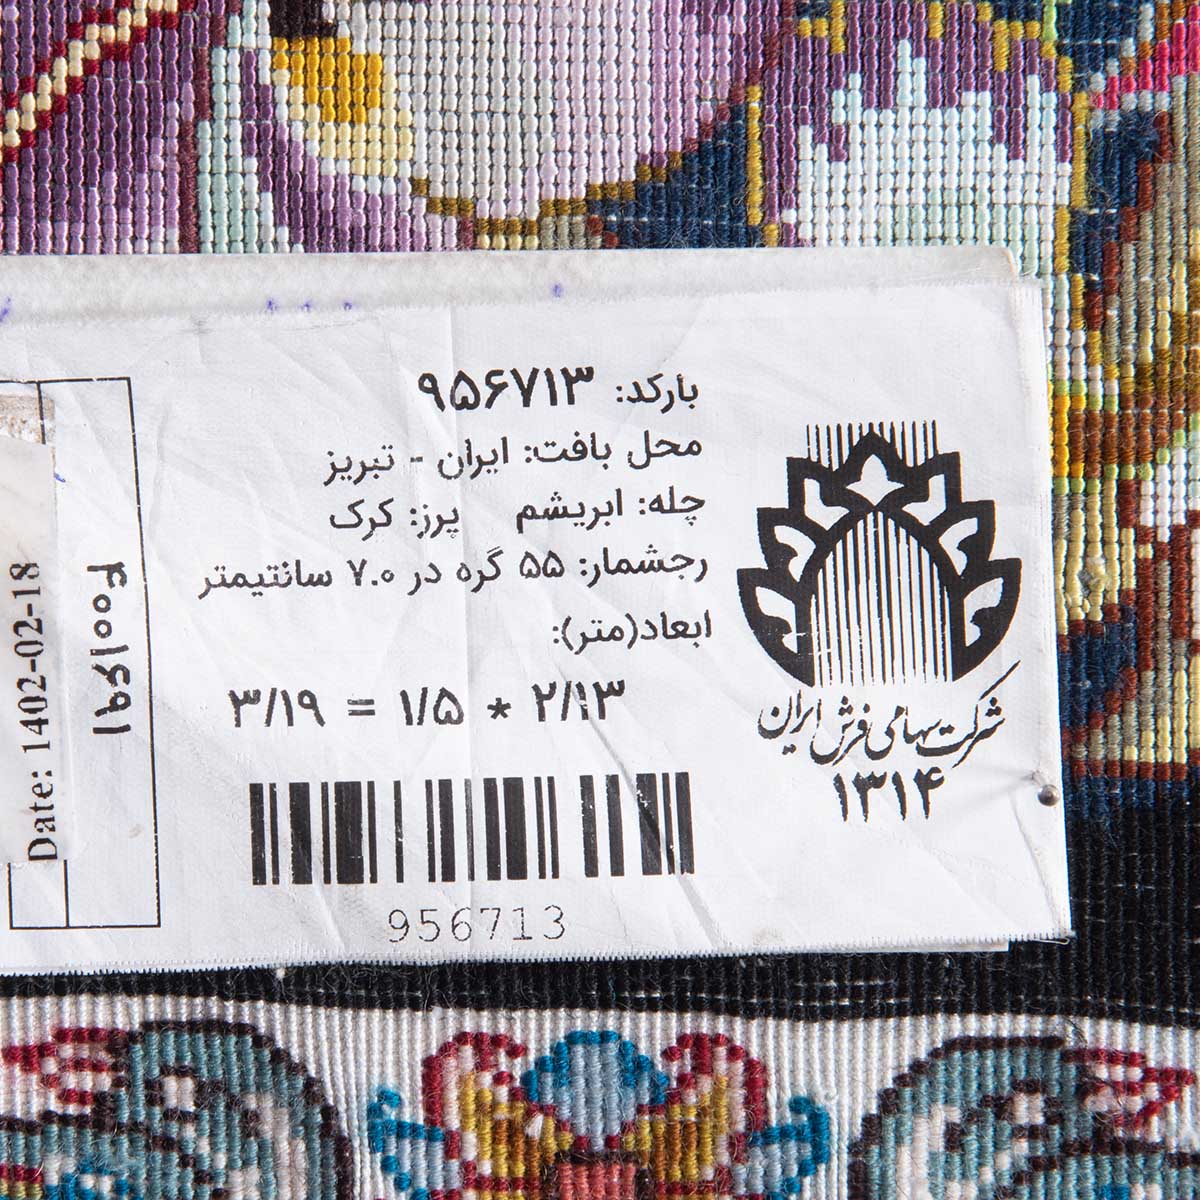 بارکد: ۹۵۶۷۱۳
محل بافت: ایران - تبریز
چله: ابریشم پرز: کرک
رجشمار: ۵۵ گره در ۷.۰ سانتیمتر
ابعاد(متر):
۳/۱۹ = ۱/۵ * ۲/۱۳
956713
شرکت سهامی فرش ایران
۱۳۱۴
۴۰۰۱۶۹۱
Date: 1402-02-18